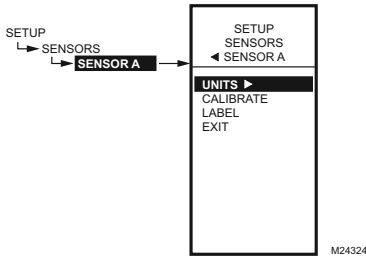 SETUP
SENSORS
SENSOR A
SETUP
SENSORS
◄ SENSOR A
UNITS ►
CALIBRATE
LABEL
EXIT
M24324